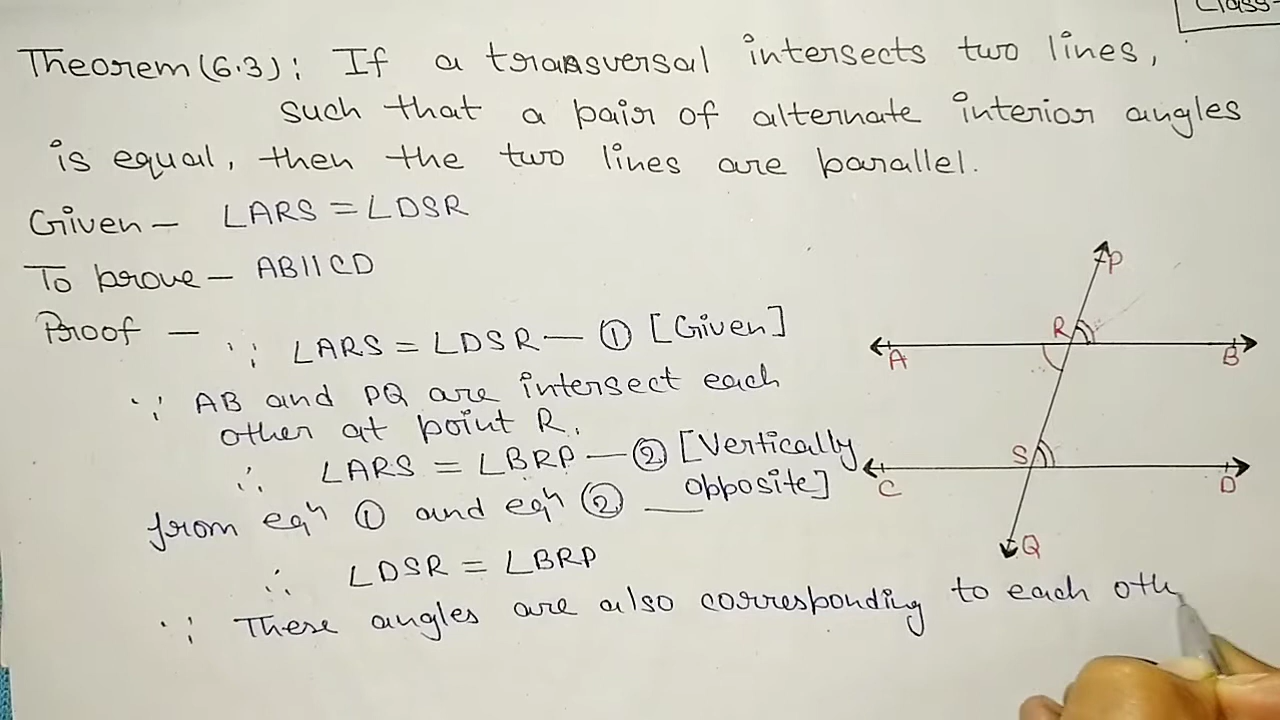 Class-
Theorem (6.3): If a transversal intersects two lines,
such that a pair of alternate interior angles
is equal, then the two lines are parallel.
Given — ∠ARS = ∠DSR
To prove — AB || CD
Proof —
∵ ∠ARS = ∠DSR — ① [Given]
∵ AB and PQ are intersect each
other at point R.
∴ ∠ARS = ∠BRP — ② [Vertically
opposite]
from eqⁿ ① and eqⁿ ② __
∴ ∠DSR = ∠BRP
∵ These angles are also corresponding to each oth
P
R
A
B
S
C
D
Q